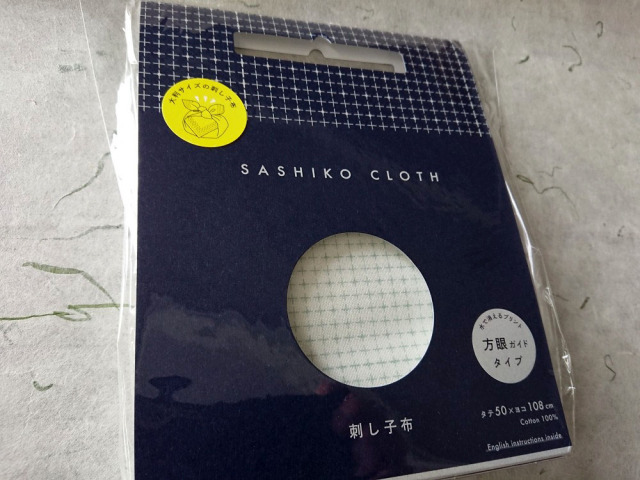 大判サイズの刺し子布
SASHIKO CLOTH
水で消えるプリント
方眼ガイド
タイプ
刺し子布
タテ50×ヨコ108cm
Cotton 100%
English instructions inside